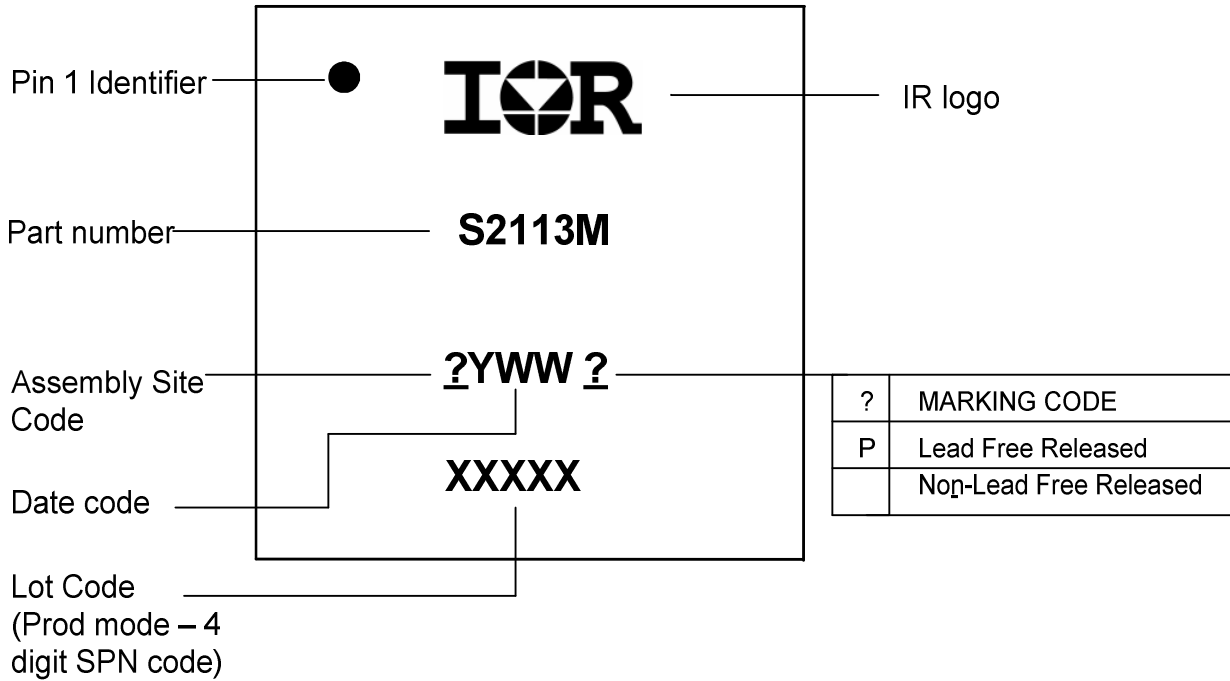 Pin 1 Identifier
IOR
IR logo
Part number
S2113M
Assembly Site
Code
?YWW ?
? MARKING CODE
P Lead Free Released
Non-Lead Free Released
Date code
XXXXX
Lot Code
(Prod mode – 4
digit SPN code)